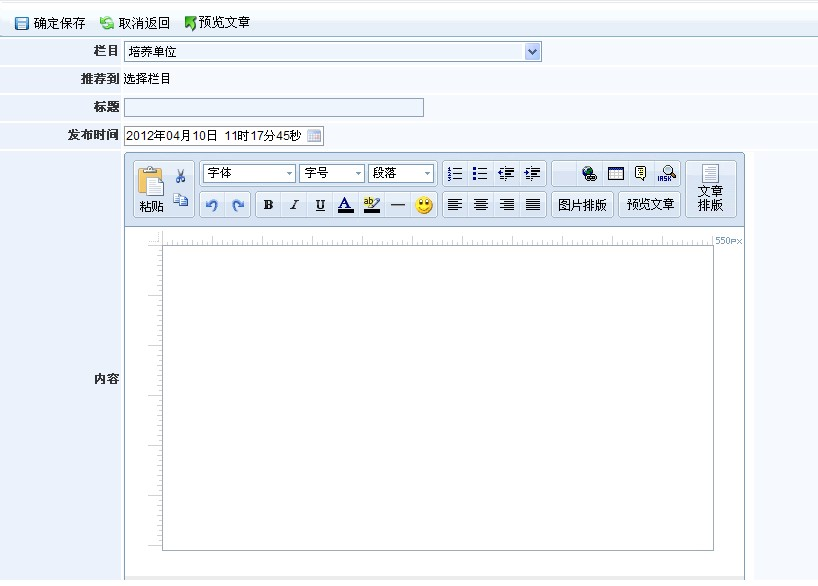 确定保存 取消返回 预览文章
栏目 培养单位
推荐到 选择栏目
标题
发布时间 2012年04月10日 11时17分45秒
粘贴 字体 字号 段落 ASK 文章排版
B I U A ab 图片排版 预览文章
550PX
内容